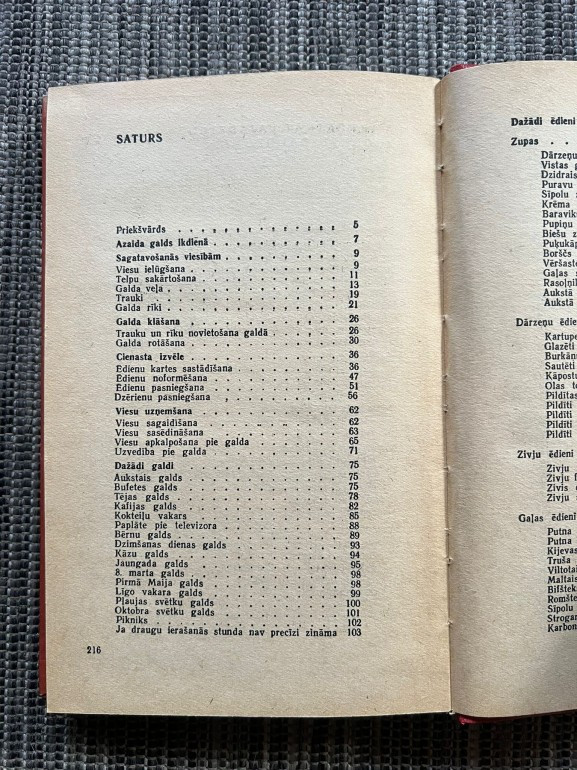 SATURS
Priekšvārds 5
Azaida galds ikdienā 7
Sagatavošanās viesībām 9
Viesu ielūgšana 9
Telpu sakārtošana 11
Galda veļa 13
Trauki 19
Galda rīki 21
Galda klāšana 26
Trauku un rīku novietošana galdā 26
Galda rotāšana 30
Cienasta izvēle 36
Ēdienu kartes sastādīšana 36
Ēdienu noformēšana 47
Ēdienu pasniegšana 51
Dzērienu pasniegšana 56
Viesu uzņemšana 62
Viesu sagaidīšana 62
Viesu sasēdināšana 63
Viesu apkalpošana pie galda 65
Uzvedība pie galda 71
Dažādi galdi 75
Aukstais galds 75
Bufetes galds 75
Tējas galds 78
Kafijas galds 82
Kokteiļu vakars 85
Paplāte pie televizora 88
Bērnu galds 89
Dzimšanas dienas galds 93
Kāzu galds 94
Jaungada galds 95
8. marta galds 98
Pirmā Maija galds 98
Līgo vakara galds 99
Pļaujas svētku galds 100
Oktobra svētku galds 101
Pikniks 102
Ja draugu ierašanās stunda nav precīzi zināma 103
216
Dažādi ēdieni
Zupas
Dārzeņu
Vistas
Dzidrais
Puravu
Sīpolu
Krēma
Baravik
Pupiņu
Biešu
Puķukāp
Borščs
Vēršast
Gaļas
Rasoļnik
Aukstā
Aukstā
Dārzeņu ēdie
Kartupe
Glazēti
Burkān
Sautēti
Kāpostu
Olas
Pildītas
Pildīti
Pildīti
Pildīti
Pildīti
Zivju ēdieni
Zivju
Zivju
Zivis
Zivju
Gaļas ēdieni
Putna
Putna
Kijevas
Truša
Viltotai
Maltais
Bifštek
Romšte
Sīpolu
Strogan
Karbon